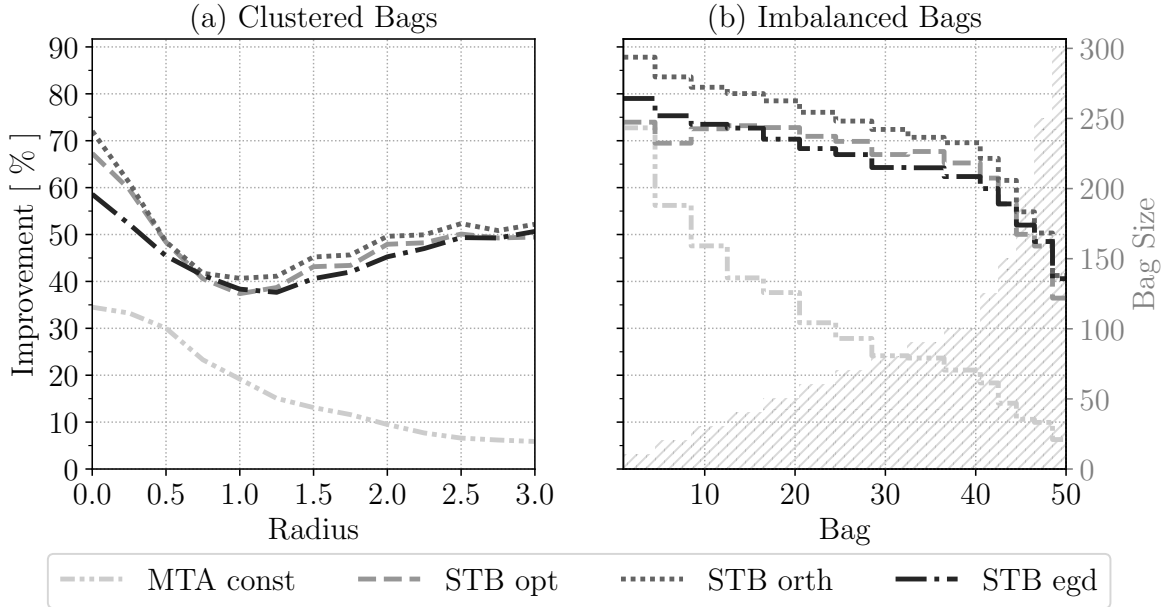 (a) Clustered Bags
(b) Imbalanced Bags
Improvement [ % ]
90
80
70
60
50
40
30
20
10
0
0.0 0.5 1.0 1.5 2.0 2.5 3.0
Radius
10 20 30 40 50
Bag
300
250
200
150
100
50
0
Bag Size
MTA const STB opt STB orth STB egd